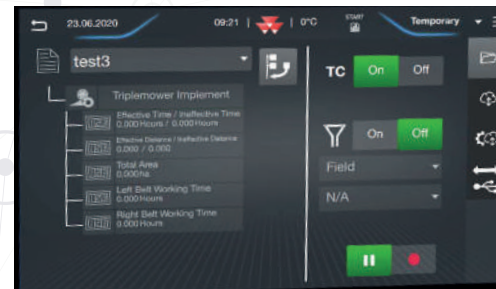 23.06.2020
09:21
0°C
START
Temporary
test3
Triplemower Implement
Effective Time / Ineffective Time
0.000 Hours / 0.000 Hours
Effective Distance / Ineffective Distance
0.000 / 0.000
Total Area
0.000 ha
Left Belt Working Time
0.000 Hours
Right Belt Working Time
0.000 Hours
TC
On
Off
On
Off
Field
N/A